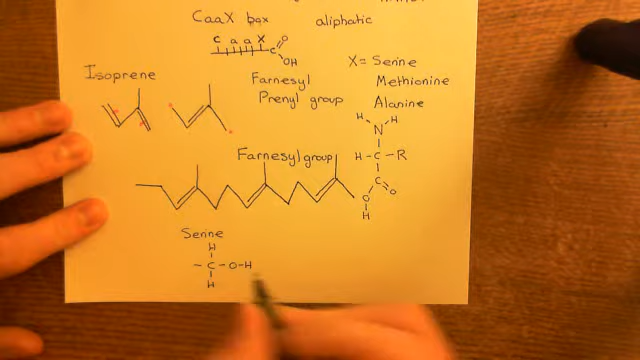 CaaX box aliphatic
C a a X
C O
OH
X = Serine
Isoprene Farnesyl Methionine
Prenyl group Alanine
H H
N
Farnesyl group H - C - R
C O
O
H
Serine
H
- C - O - H
H